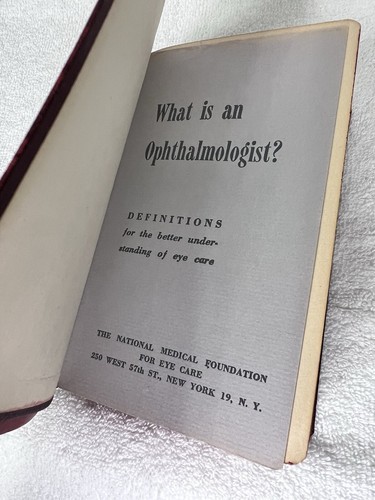 What is an
Ophthalmologist?
DEFINITIONS
for the better under-
standing of eye care
THE NATIONAL MEDICAL FOUNDATION
FOR EYE CARE
250 WEST 57th ST., NEW YORK 19, N. Y.